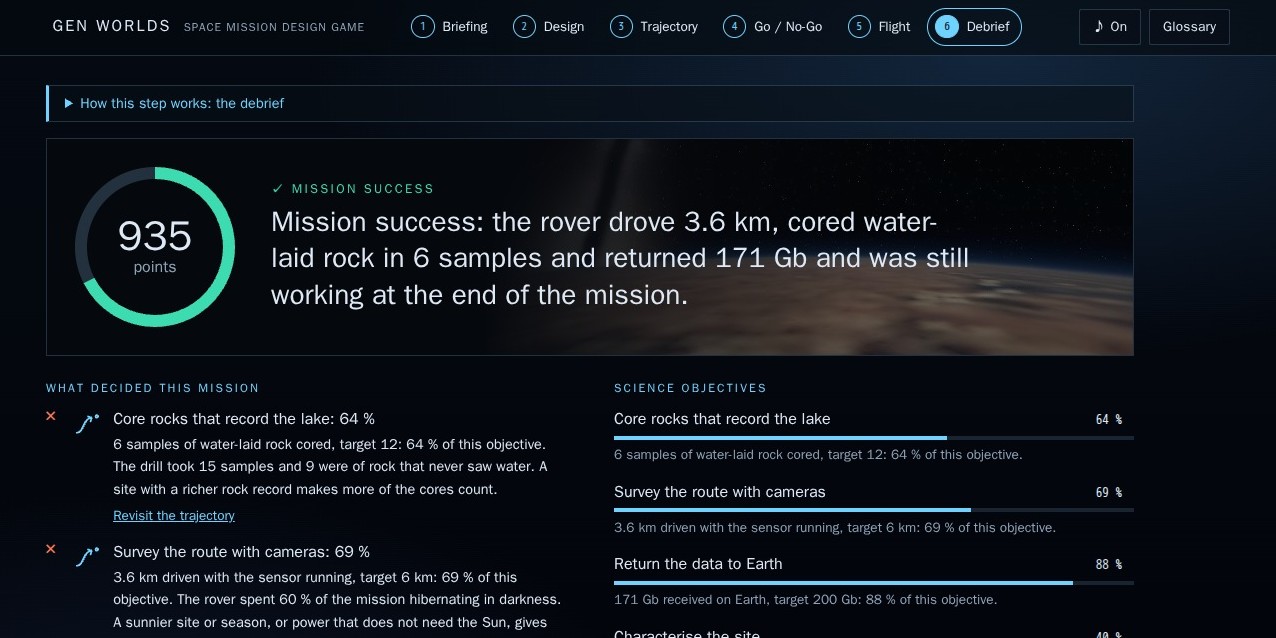 GEN WORLDS SPACE MISSION DESIGN GAME
1 Briefing
2 Design
3 Trajectory
4 Go / No-Go
5 Flight
6 Debrief
♪ On
Glossary
▶ How this step works: the debrief
935
points
✓ MISSION SUCCESS
Mission success: the rover drove 3.6 km, cored water-
laid rock in 6 samples and returned 171 Gb and was still
working at the end of the mission.
WHAT DECIDED THIS MISSION
✕ Core rocks that record the lake: 64 %
6 samples of water-laid rock cored, target 12: 64 % of this objective.
The drill took 15 samples and 9 were of rock that never saw water. A
site with a richer rock record makes more of the cores count.
Revisit the trajectory
✕ Survey the route with cameras: 69 %
3.6 km driven with the sensor running, target 6 km: 69 % of this
objective. The rover spent 60 % of the mission hibernating in darkness.
A sunnier site or season, or power that does not need the Sun, gives
SCIENCE OBJECTIVES
Core rocks that record the lake 64 %
6 samples of water-laid rock cored, target 12: 64 % of this objective.
Survey the route with cameras 69 %
3.6 km driven with the sensor running, target 6 km: 69 % of this objective.
Return the data to Earth 88 %
171 Gb received on Earth, target 200 Gb: 88 % of this objective.
Characterise the site 40 %